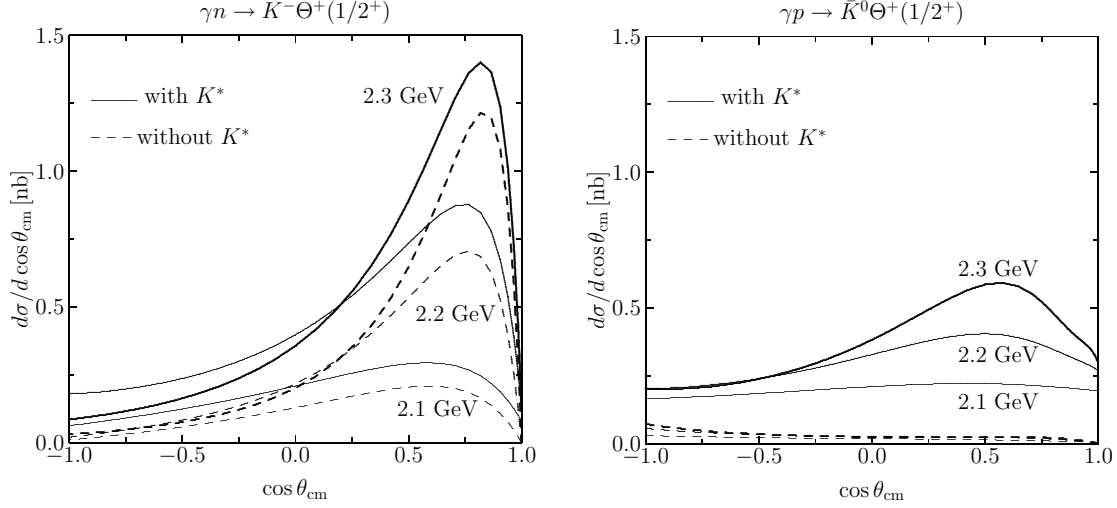 γn → K⁻Θ⁺(1/2⁺)
1.5
1.0
0.5
0.0
dσ/d cos θcm [nb]
with K*
without K*
2.3 GeV
2.2 GeV
2.1 GeV
−1.0 −0.5 0.0 0.5 1.0
cos θcm
γp → K̄⁰Θ⁺(1/2⁺)
1.5
1.0
0.5
0.0
dσ/d cos θcm [nb]
with K*
without K*
2.3 GeV
2.2 GeV
2.1 GeV
−1.0 −0.5 0.0 0.5 1.0
cos θcm